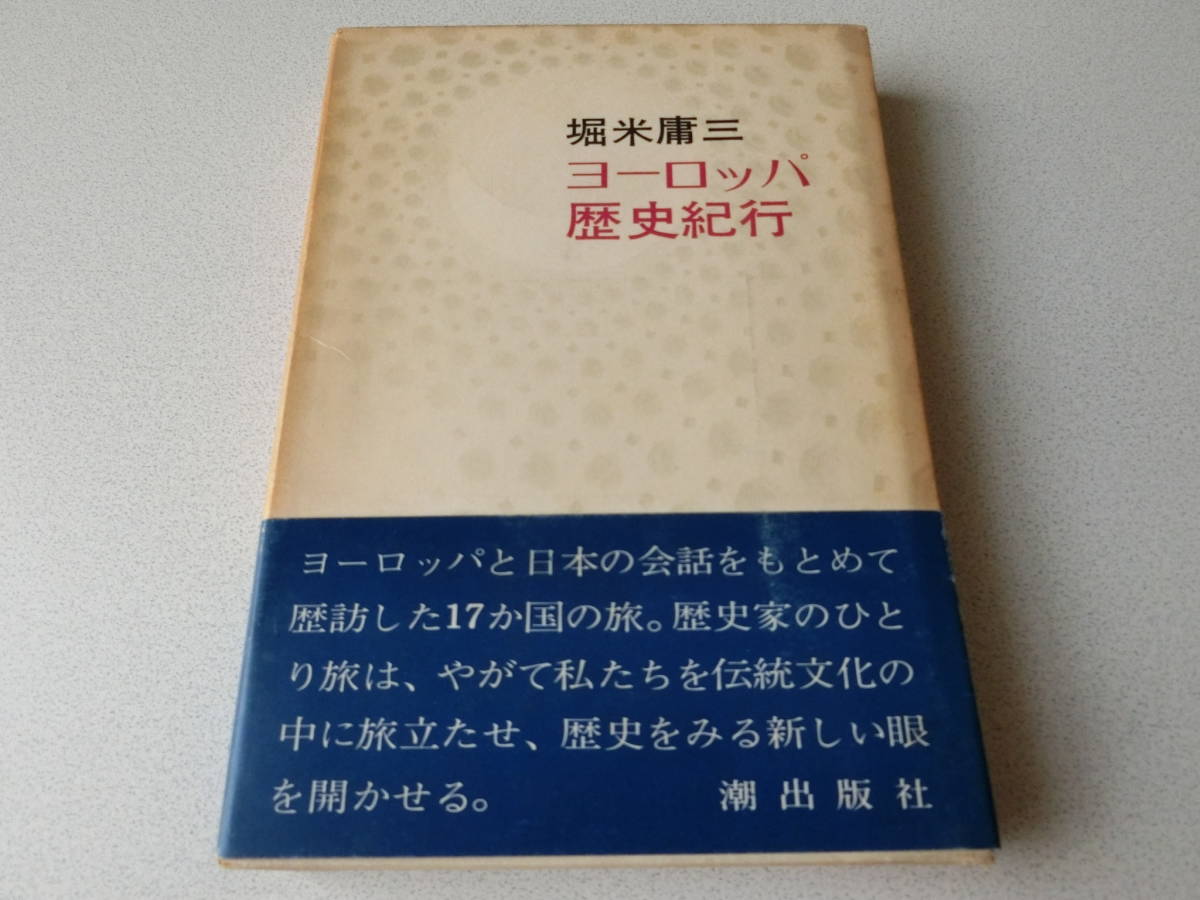 堀米庸三
ヨーロッパ
歴史紀行
ヨーロッパと日本の会話をもとめて
歴訪した17か国の旅。歴史家のひと
り旅は、やがて私たちを伝統文化の
中に旅立たせ、歴史をみる新しい眼
を開かせる。 潮出版社